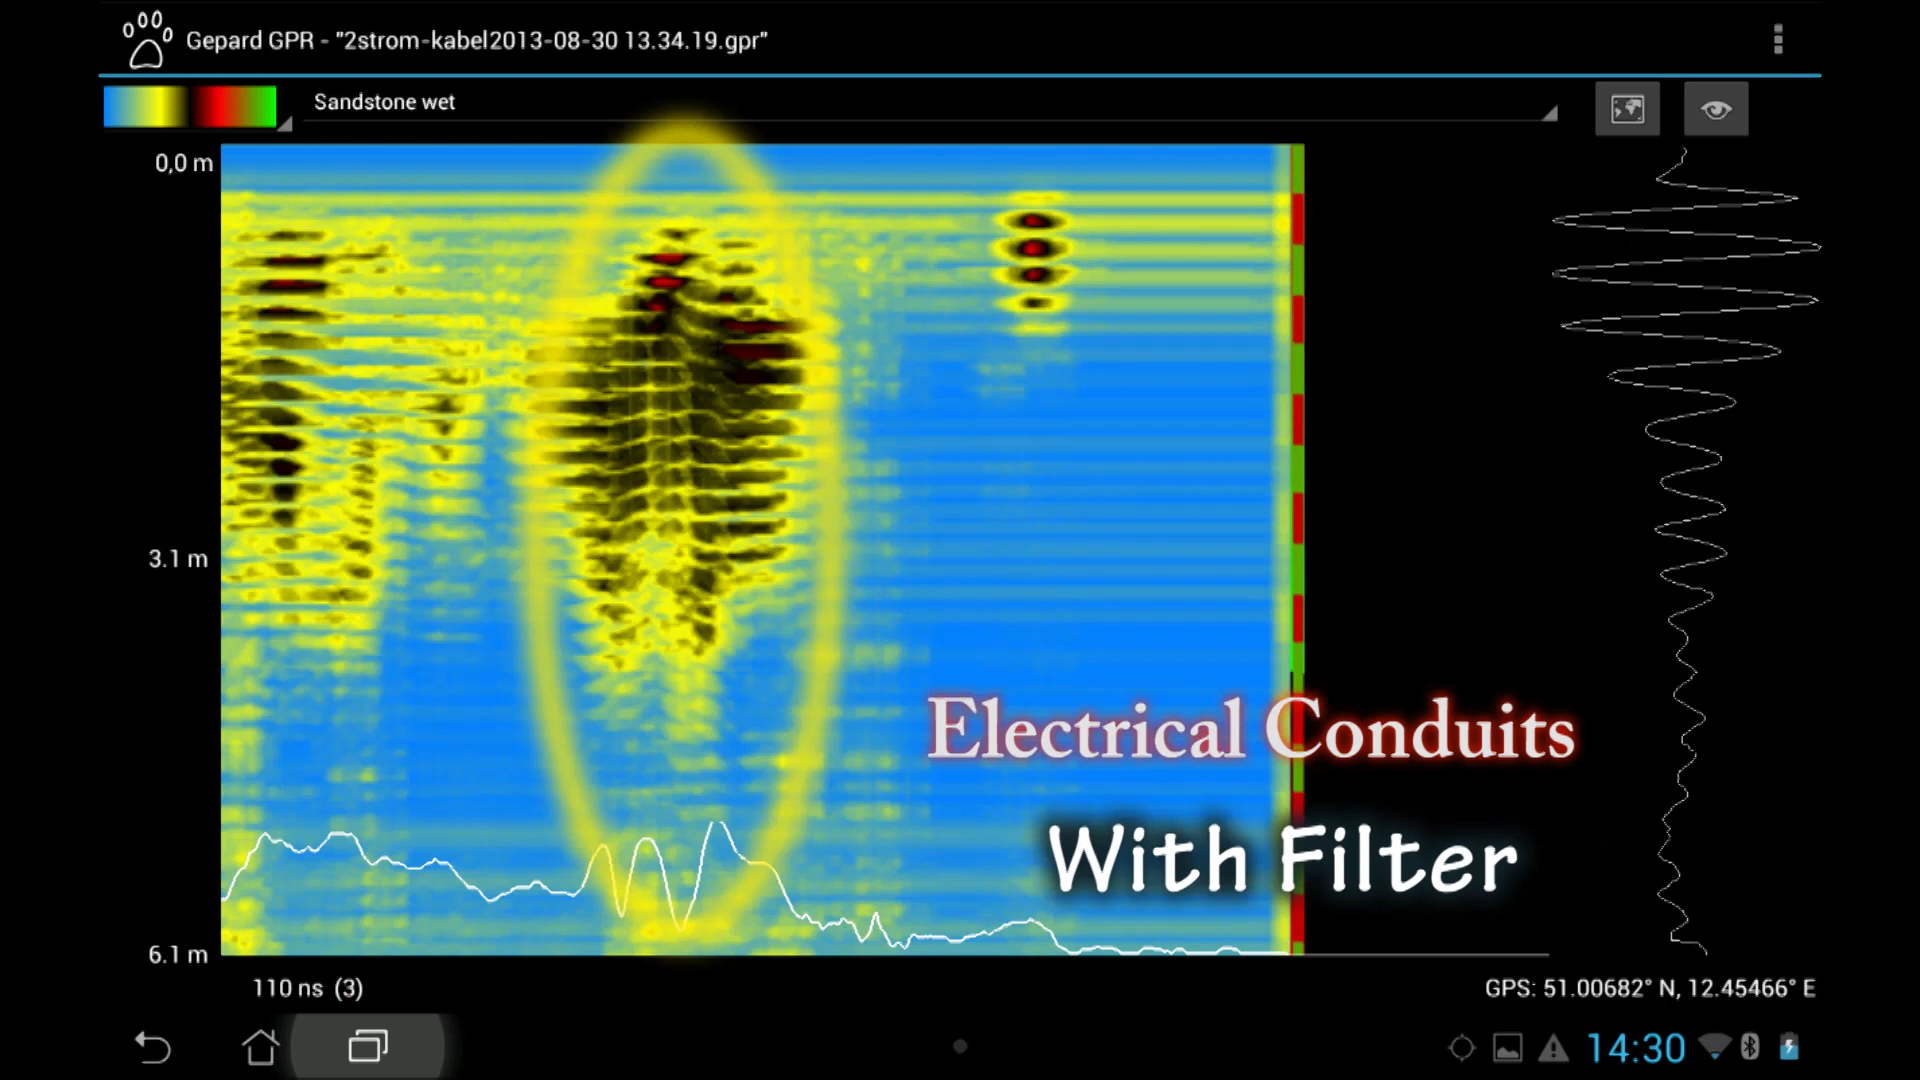 Gepard GPR - "2strom-kabel2013-08-30 13.34.19.gpr"
Sandstone wet
0,0 m
3.1 m
Electrical Conduits
With Filter
6.1 m
110 ns (3)
GPS: 51.00682° N, 12.45466° E
14:30